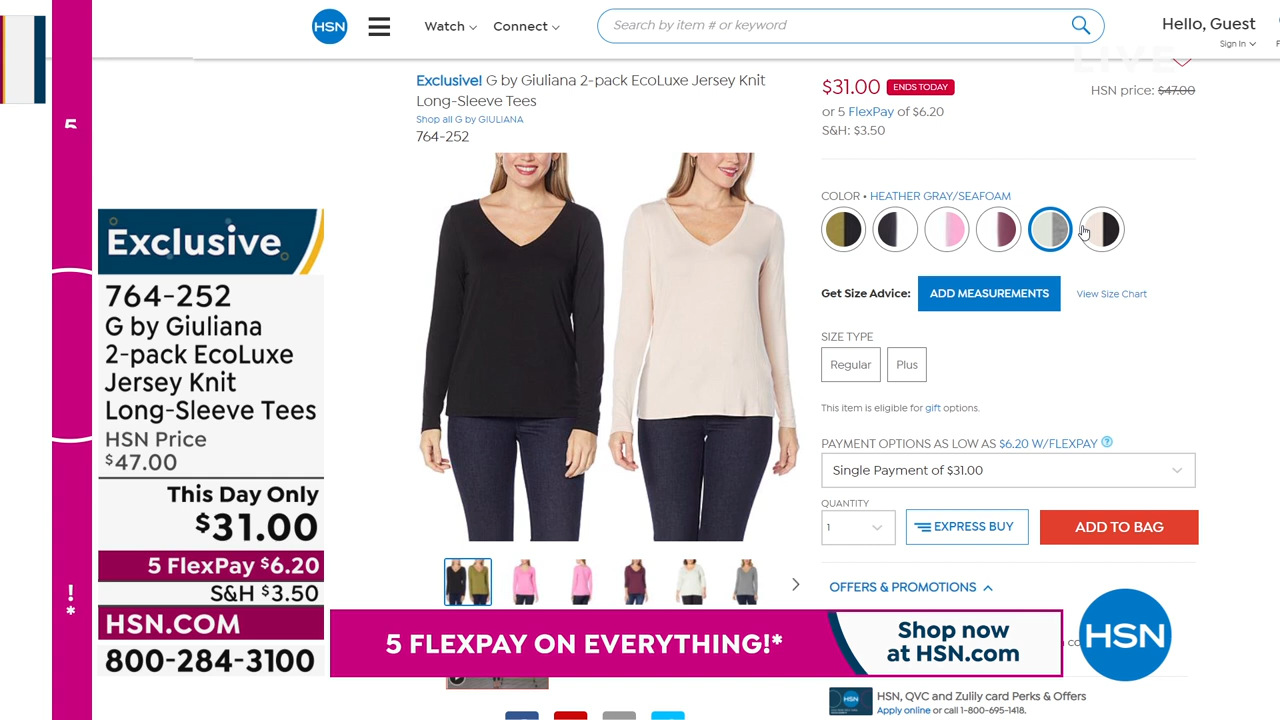 HSN
Watch
Connect
Search by item # or keyword
Hello, Guest
Sign In
LIVE
Exclusive! G by Giuliana 2-pack EcoLuxe Jersey Knit
Long-Sleeve Tees
Shop all G by GIULIANA
764-252
$31.00 ENDS TODAY
HSN price: $47.00
or 5 FlexPay of $6.20
S&H: $3.50
COLOR • HEATHER GRAY/SEAFOAM
Get Size Advice:
ADD MEASUREMENTS
View Size Chart
SIZE TYPE
Regular
Plus
This item is eligible for gift options.
PAYMENT OPTIONS AS LOW AS $6.20 W/FLEXPAY
Single Payment of $31.00
QUANTITY
1
EXPRESS BUY
ADD TO BAG
OFFERS & PROMOTIONS
HSN, QVC and Zulily card Perks & Offers
Apply online or call 1-800-695-1418.
HSN
Exclusive
764-252
G by Giuliana
2-pack EcoLuxe
Jersey Knit
Long-Sleeve Tees
HSN Price
$47.00
This Day Only
$31.00
5 FlexPay $6.20
S&H $3.50
HSN.COM
800-284-3100
5 FLEXPAY ON EVERYTHING!*
Shop now
at HSN.com
HSN